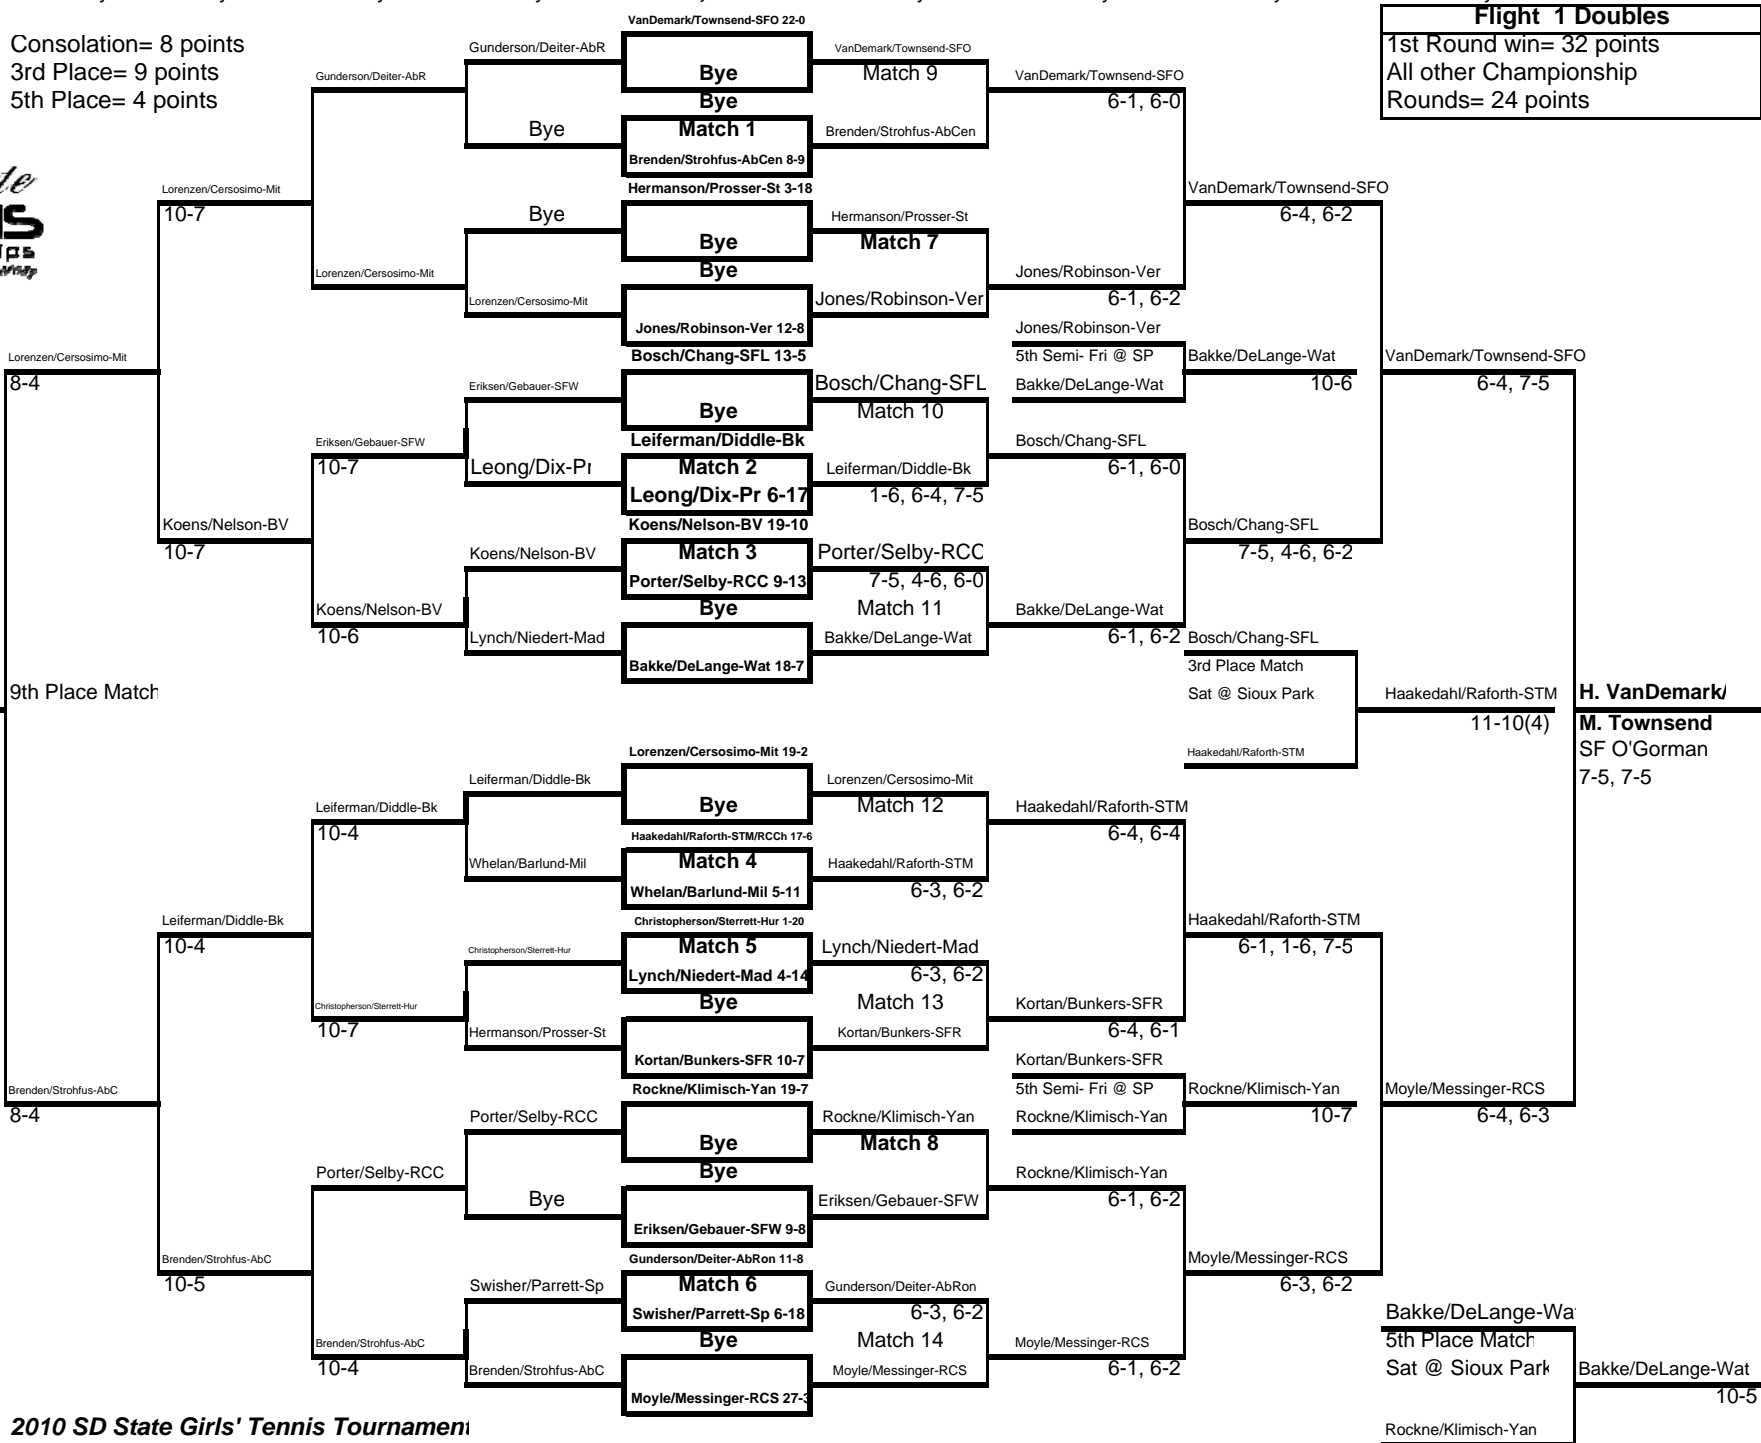 Consolation= 8 points
3rd Place= 9 points
5th Place= 4 points
Flight 1 Doubles
1st Round win= 32 points
All other Championship
Rounds= 24 points
Lorenzen/Cersosimo-Mit
8-4
9th Place Match
Brenden/Strohfus-AbC
8-4
Lorenzen/Cersosimo-Mit
10-7
Koens/Nelson-BV
10-7
Leiferman/Diddle-Bk
10-4
Brenden/Strohfus-AbC
10-5
Gunderson/Deiter-AbR
Lorenzen/Cersosimo-Mit
Eriksen/Gebauer-SFW
10-7
Koens/Nelson-BV
10-6
Leiferman/Diddle-Bk
10-4
Christopherson/Sterrett-Hur
10-7
Porter/Selby-RCC
Brenden/Strohfus-AbC
10-4
Gunderson/Deiter-AbR
Bye
Bye
Lorenzen/Cersosimo-Mit
Eriksen/Gebauer-SFW
Leong/Dix-Pr
Koens/Nelson-BV
Lynch/Niedert-Mad
Leiferman/Diddle-Bk
Whelan/Barlund-Mil
Christopherson/Sterrett-Hur
Hermanson/Prosser-St
Porter/Selby-RCC
Bye
Swisher/Parrett-Sp
Brenden/Strohfus-AbC
VanDemark/Townsend-SFO 22-0
Bye
Bye
Match 1
Brenden/Strohfus-AbCen 8-9
Hermanson/Prosser-St 3-18
Bye
Bye
Jones/Robinson-Ver 12-8
Bosch/Chang-SFL 13-5
Bye
Leiferman/Diddle-Bk
Match 2
Leong/Dix-Pr 6-17
Koens/Nelson-BV 19-10
Match 3
Porter/Selby-RCC 9-13
Bye
Bakke/DeLange-Wat 18-7
Lorenzen/Cersosimo-Mit 19-2
Bye
Haakedahl/Raforth-STM/RCCh 17-6
Match 4
Whelan/Barlund-Mil 5-11
Christopherson/Sterrett-Hur 1-20
Match 5
Lynch/Niedert-Mad 4-14
Bye
Kortan/Bunkers-SFR 10-7
Rockne/Klimisch-Yan 19-7
Bye
Bye
Eriksen/Gebauer-SFW 9-8
Gunderson/Deiter-AbRon 11-8
Match 6
Swisher/Parrett-Sp 6-18
Bye
Moyle/Messinger-RCS 27-3
VanDemark/Townsend-SFO
Match 9
Brenden/Strohfus-AbCen
Hermanson/Prosser-St
Match 7
Jones/Robinson-Ver
Bosch/Chang-SFL
Match 10
Leiferman/Diddle-Bk
1-6, 6-4, 7-5
Porter/Selby-RCC
7-5, 4-6, 6-0
Match 11
Bakke/DeLange-Wat
Lorenzen/Cersosimo-Mit
Match 12
Haakedahl/Raforth-STM
6-3, 6-2
Lynch/Niedert-Mad
6-3, 6-2
Match 13
Kortan/Bunkers-SFR
Rockne/Klimisch-Yan
Match 8
Eriksen/Gebauer-SFW
Gunderson/Deiter-AbRon
6-3, 6-2
Match 14
Moyle/Messinger-RCS
VanDemark/Townsend-SFO
6-1, 6-0
Jones/Robinson-Ver
6-1, 6-2
Jones/Robinson-Ver
5th Semi- Fri @ SP
Bakke/DeLange-Wat
Bosch/Chang-SFL
6-1, 6-0
Bakke/DeLange-Wat
6-1, 6-2
Haakedahl/Raforth-STM
6-4, 6-4
Kortan/Bunkers-SFR
6-4, 6-1
Kortan/Bunkers-SFR
5th Semi- Fri @ SP
Rockne/Klimisch-Yan
Rockne/Klimisch-Yan
6-1, 6-2
Moyle/Messinger-RCS
6-1, 6-2
VanDemark/Townsend-SFO
6-4, 6-2
Bakke/DeLange-Wat
10-6
Bosch/Chang-SFL
7-5, 4-6, 6-2
Bosch/Chang-SFL
3rd Place Match
Sat @ Sioux Park
Haakedahl/Raforth-STM
Haakedahl/Raforth-STM
6-1, 1-6, 7-5
Rockne/Klimisch-Yan
10-7
Moyle/Messinger-RCS
6-3, 6-2
VanDemark/Townsend-SFO
6-4, 7-5
Haakedahl/Raforth-STM
11-10(4)
Moyle/Messinger-RCS
6-4, 6-3
Bakke/DeLange-Wat
5th Place Match
Sat @ Sioux Park
Rockne/Klimisch-Yan
H. VanDemark/
M. Townsend
SF O'Gorman
7-5, 7-5
Bakke/DeLange-Wat
10-5
2010 SD State Girls' Tennis Tournament